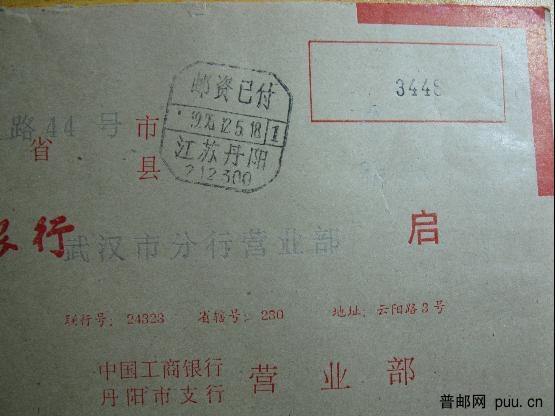 邮资已付
1995.12.5.18 1
江苏丹阳
212300
3448
路44号 市
省
县
银行 武汉市分行营业部 启
联行号: 24323 省辖号: 230 地址: 云阳路3号
中国工商银行
丹阳市支行
营业部
普邮网 puu.cn